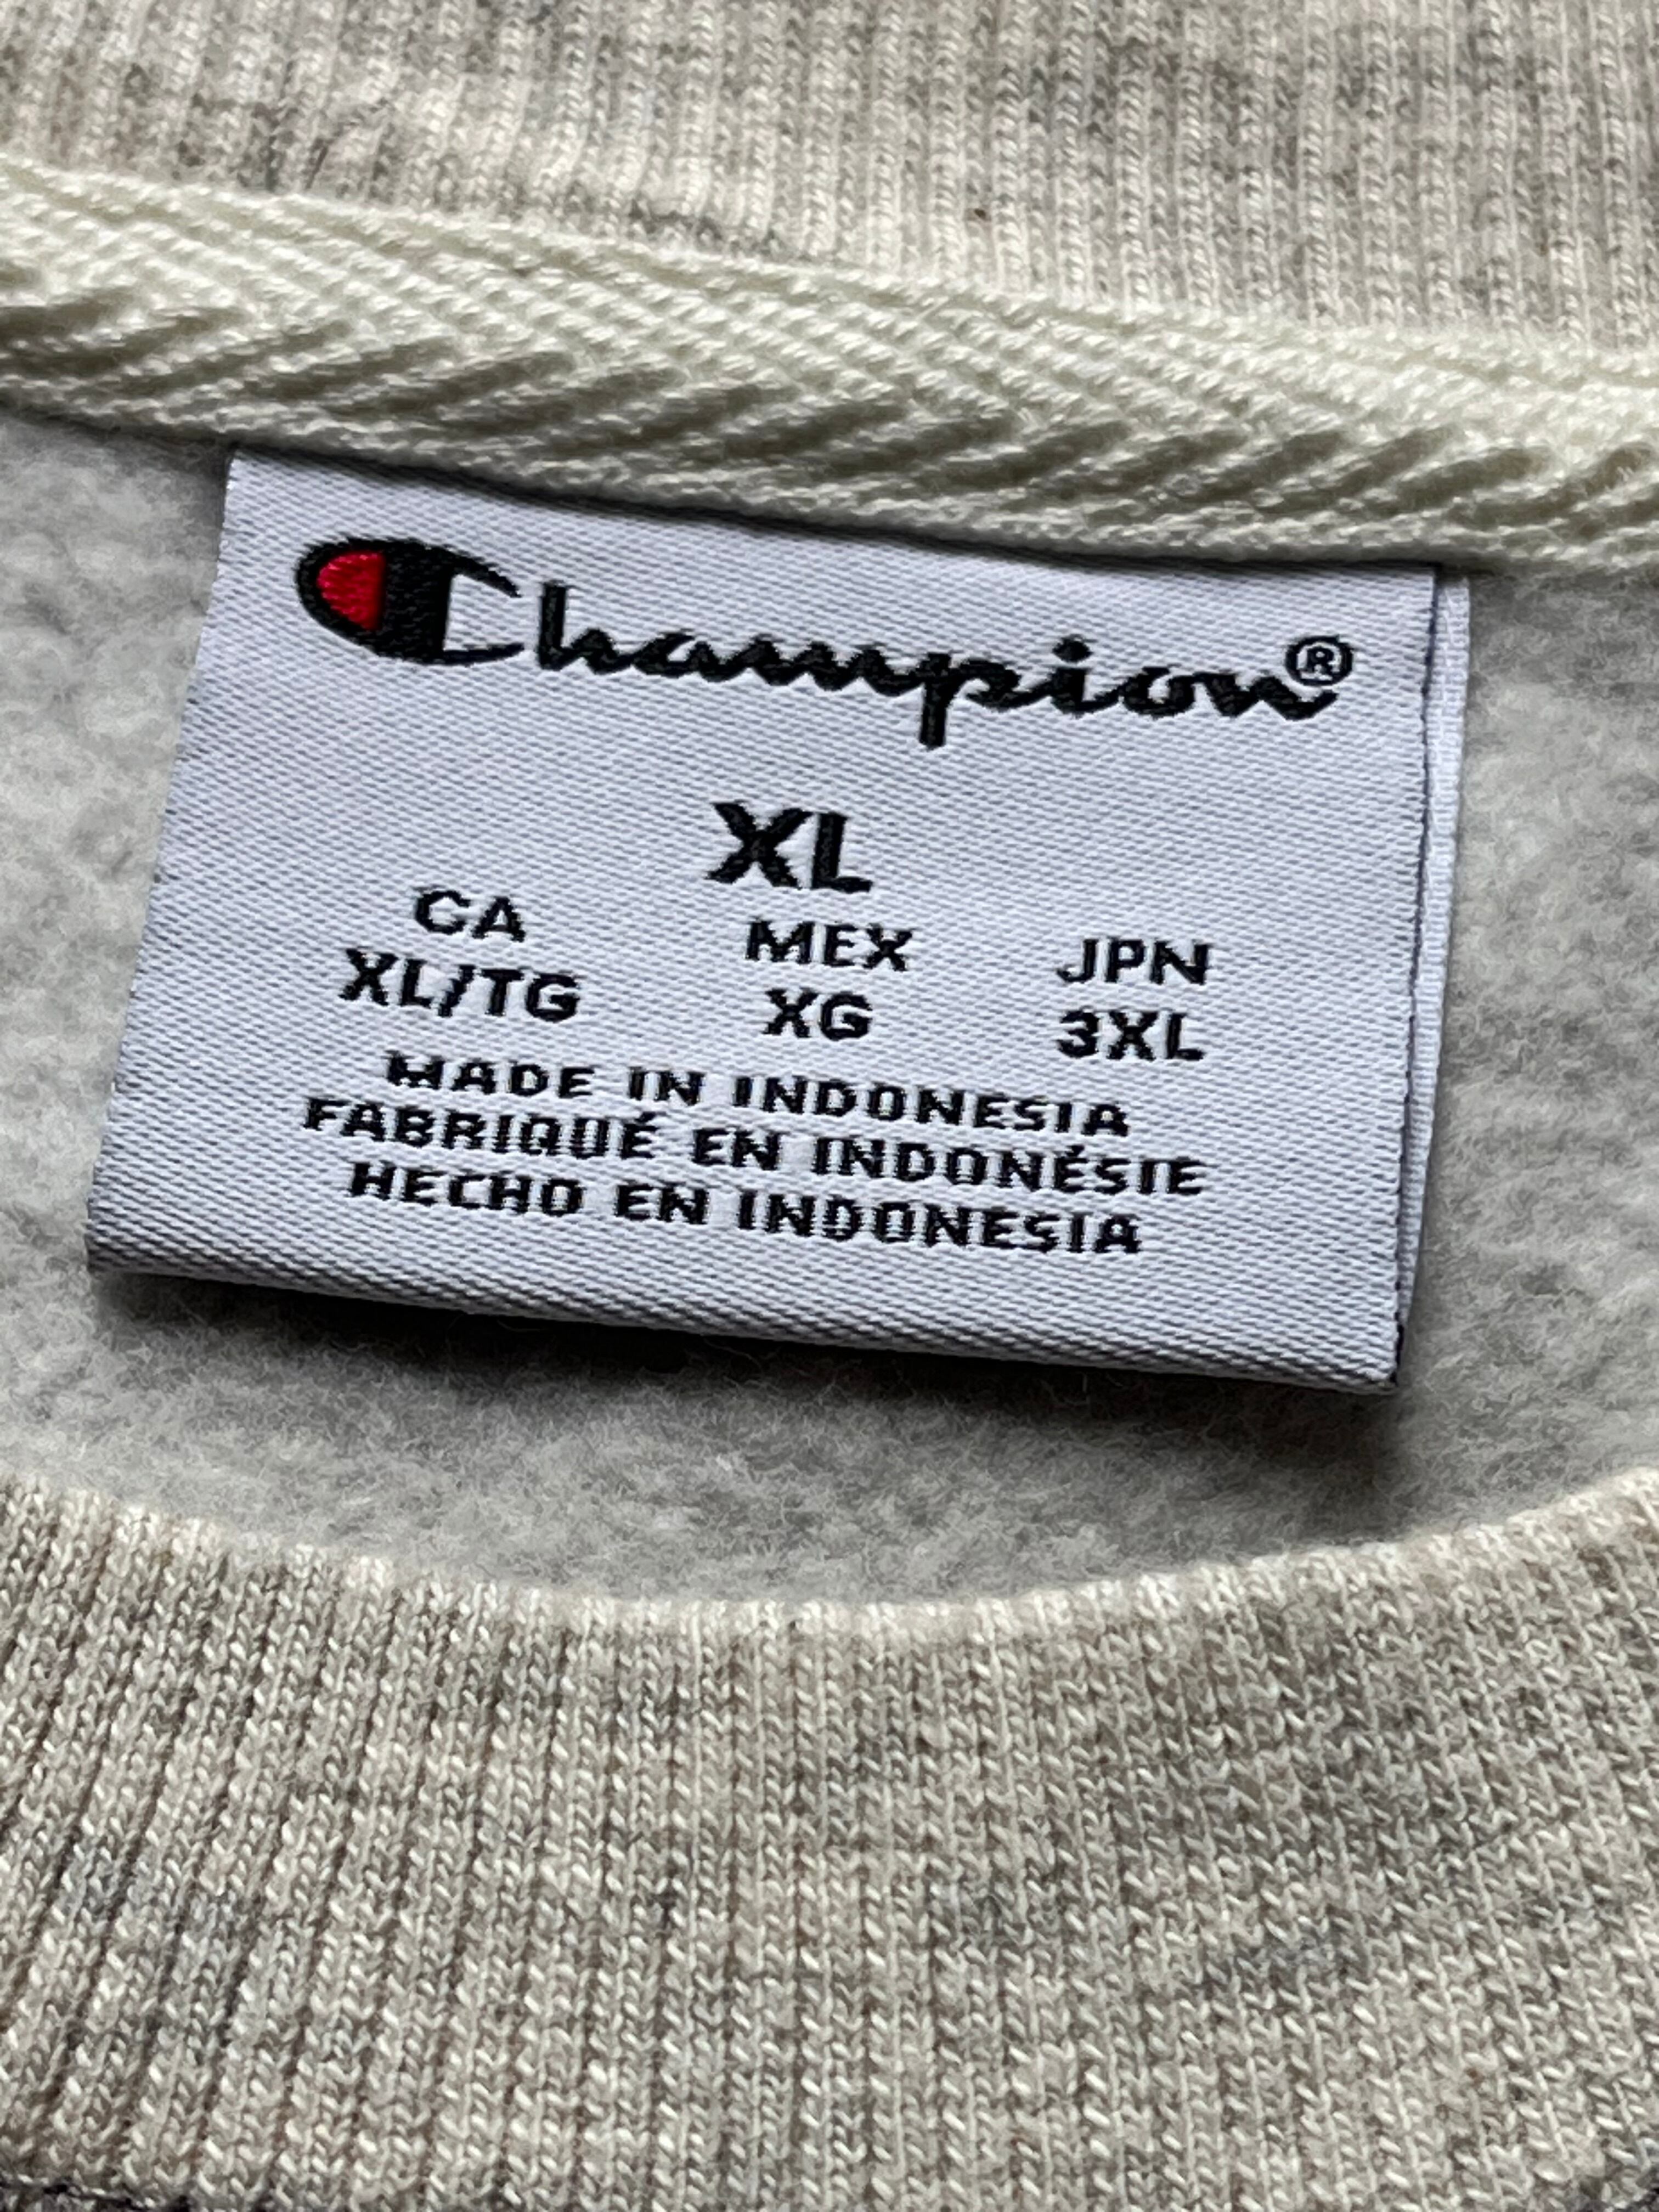 Champion®
XL
CA MEX JPN
XL/TG XG 3XL
MADE IN INDONESIA
FABRIQUÉ EN INDONÉSIE
HECHO EN INDONESIA